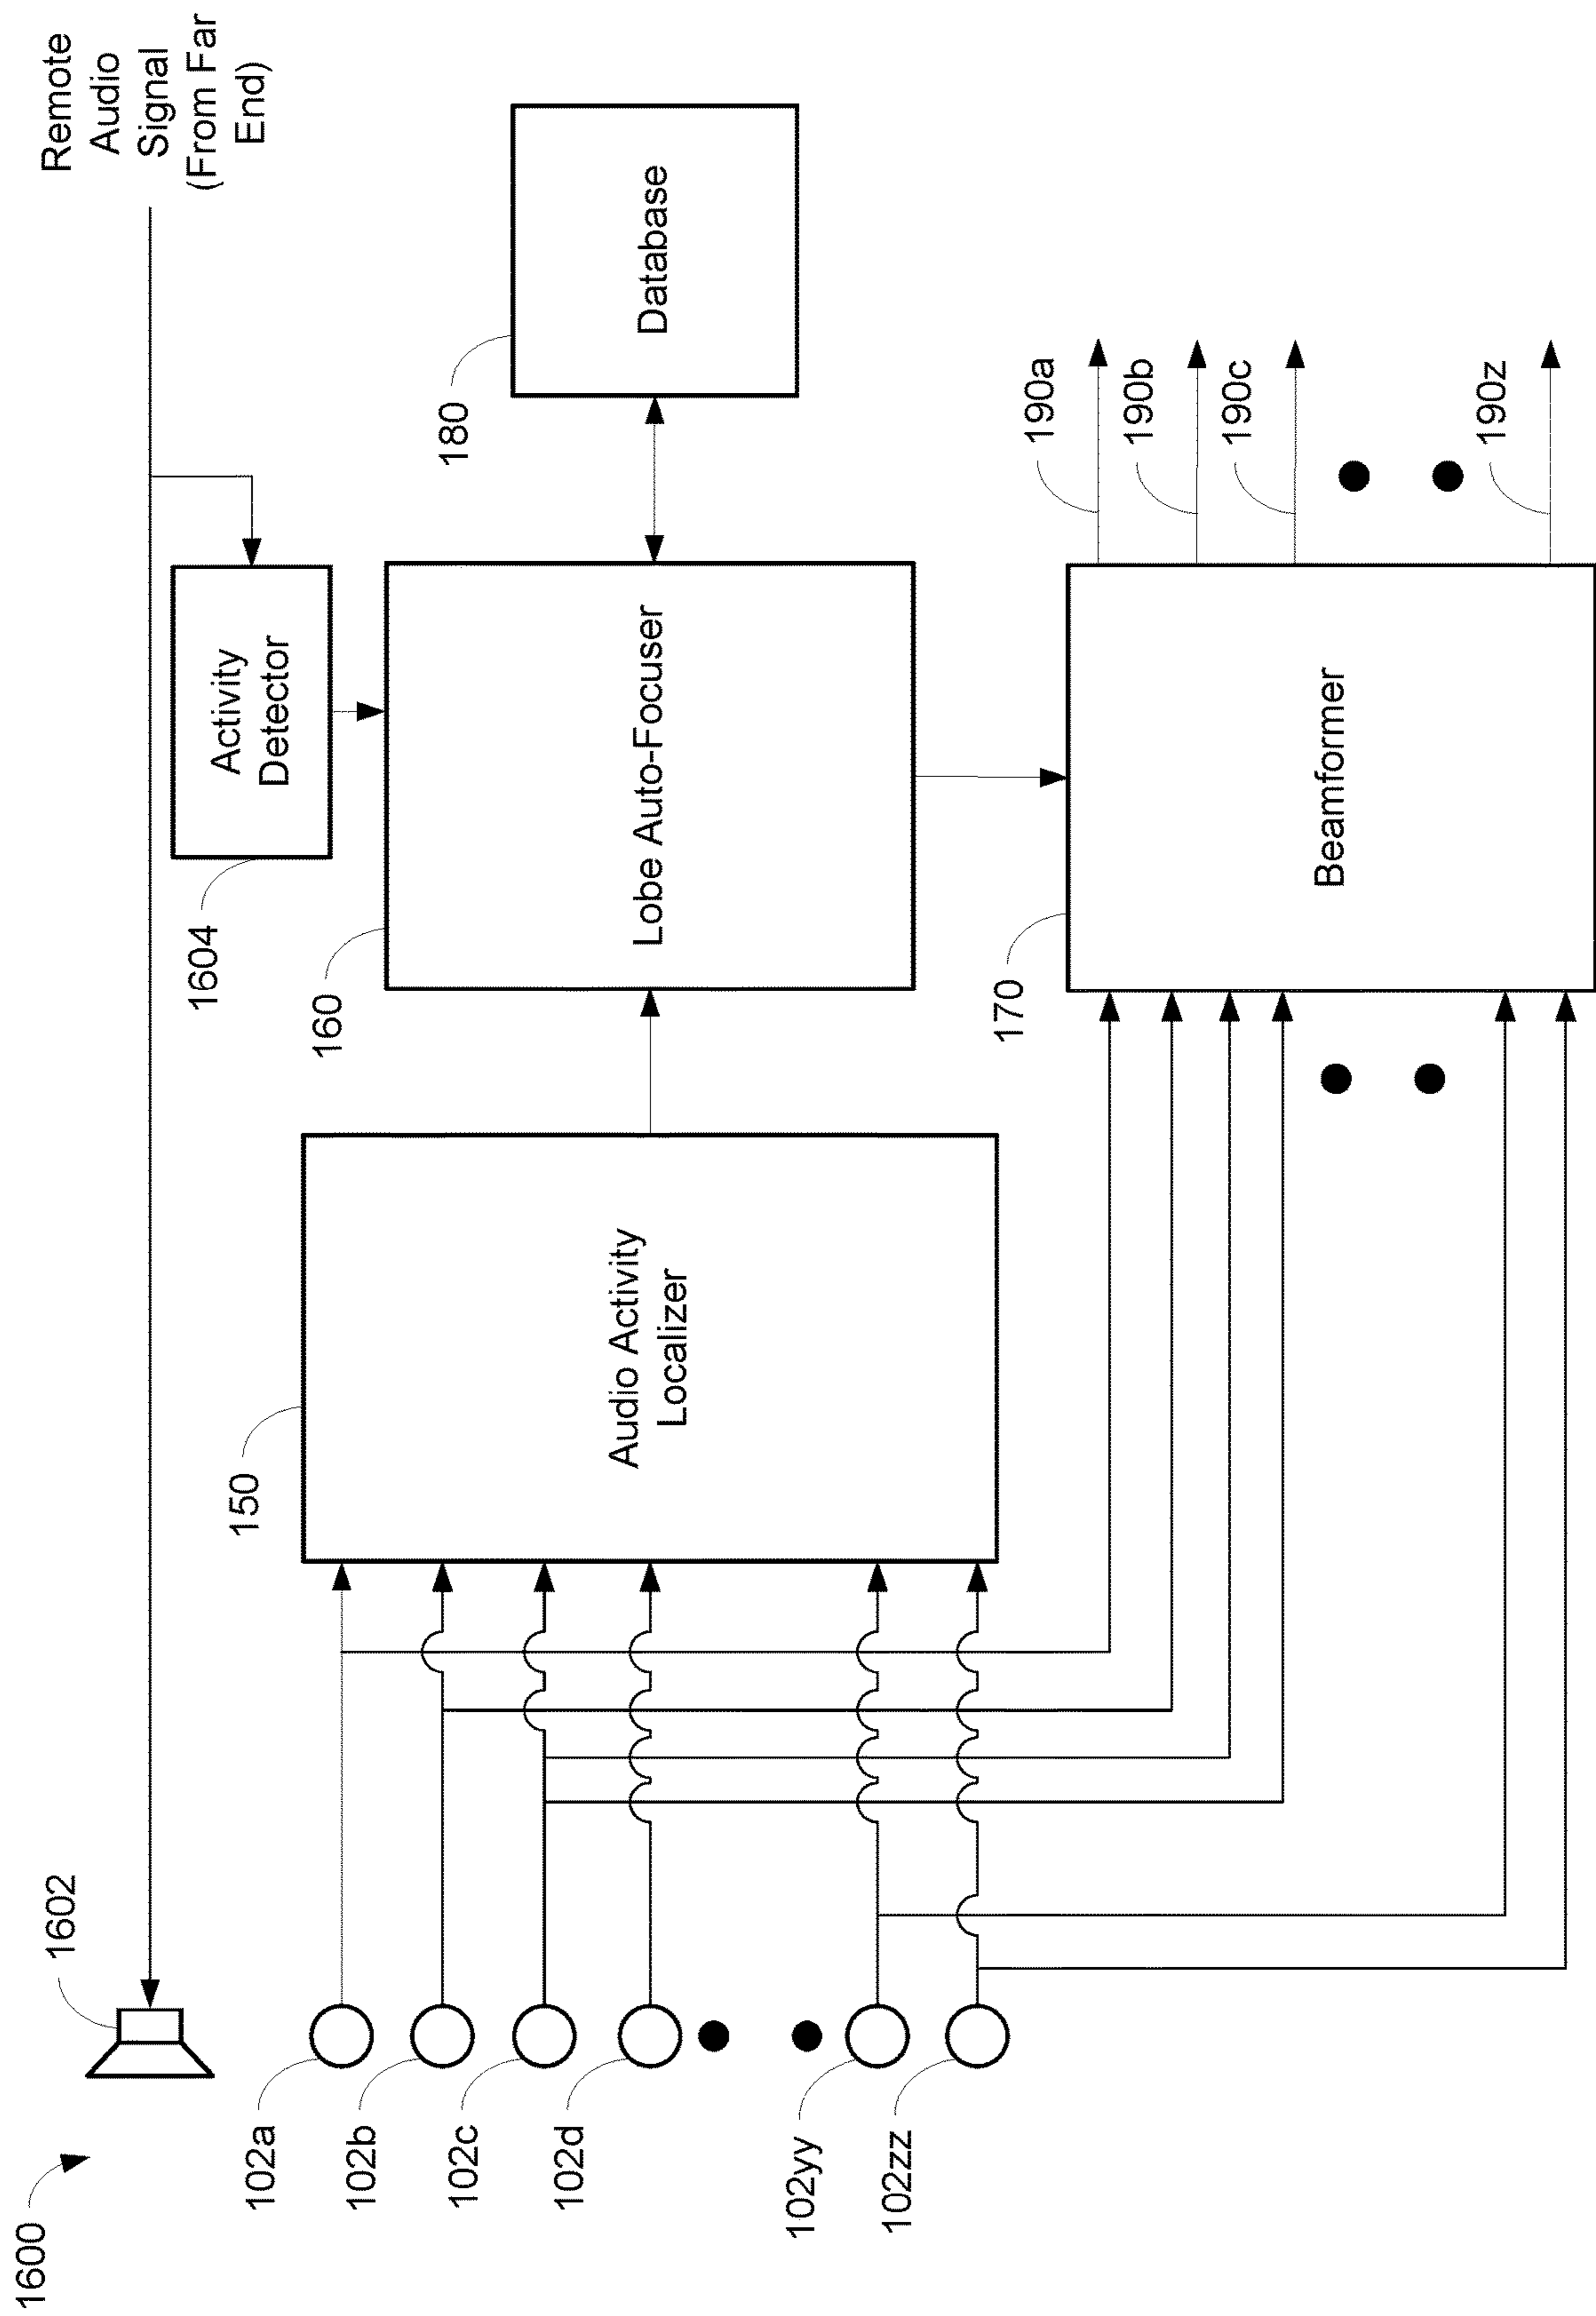 1600
1602
Remote
Audio
Signal
(From Far
End)
1604
Activity
Detector
180
Database
160
Lobe Auto-Focuser
150
Audio Activity
Localizer
170
Beamformer
102a
102b
102c
102d
102yy
102zz
190a
190b
190c
190z